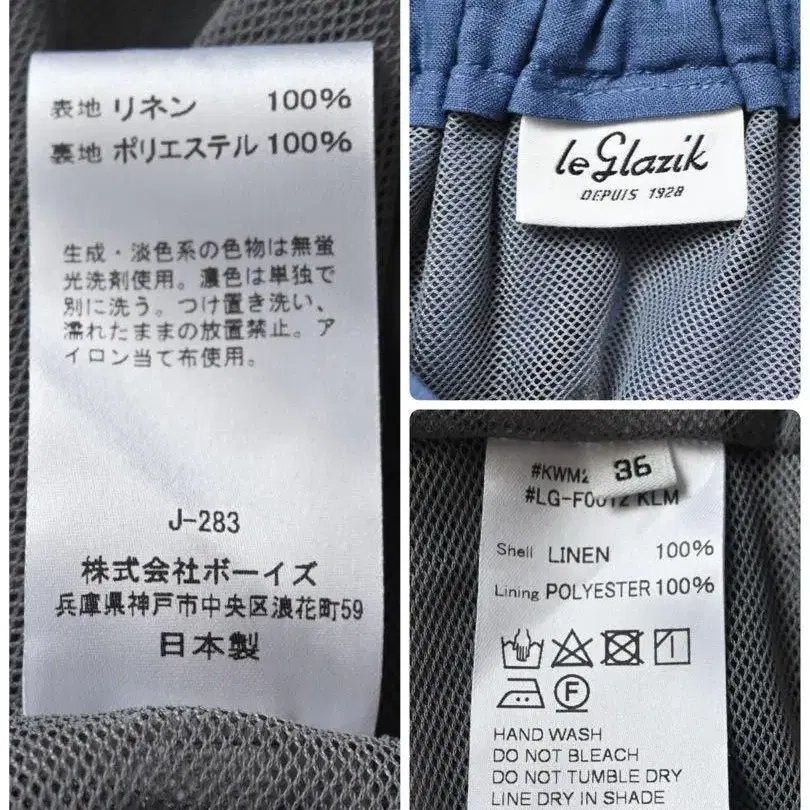 表地 リネン 100%
裏地 ポリエステル 100%
生成・淡色系の色物は無蛍
光洗剤使用。濃色は単独で
別に洗う。つけ置き洗い、
濡れたままの放置禁止。ア
イロン当て布使用。
J-283
株式会社ボーイズ
兵庫県神戸市中央区浪花町59
日本製
le glazik
DEPUIS 1928
36
#KWM2
#LG-F0012 KLM
Shell LINEN 100%
Lining POLYESTER 100%
F
HAND WASH
DO NOT BLEACH
DO NOT TUMBLE DRY
LINE DRY IN SHADE